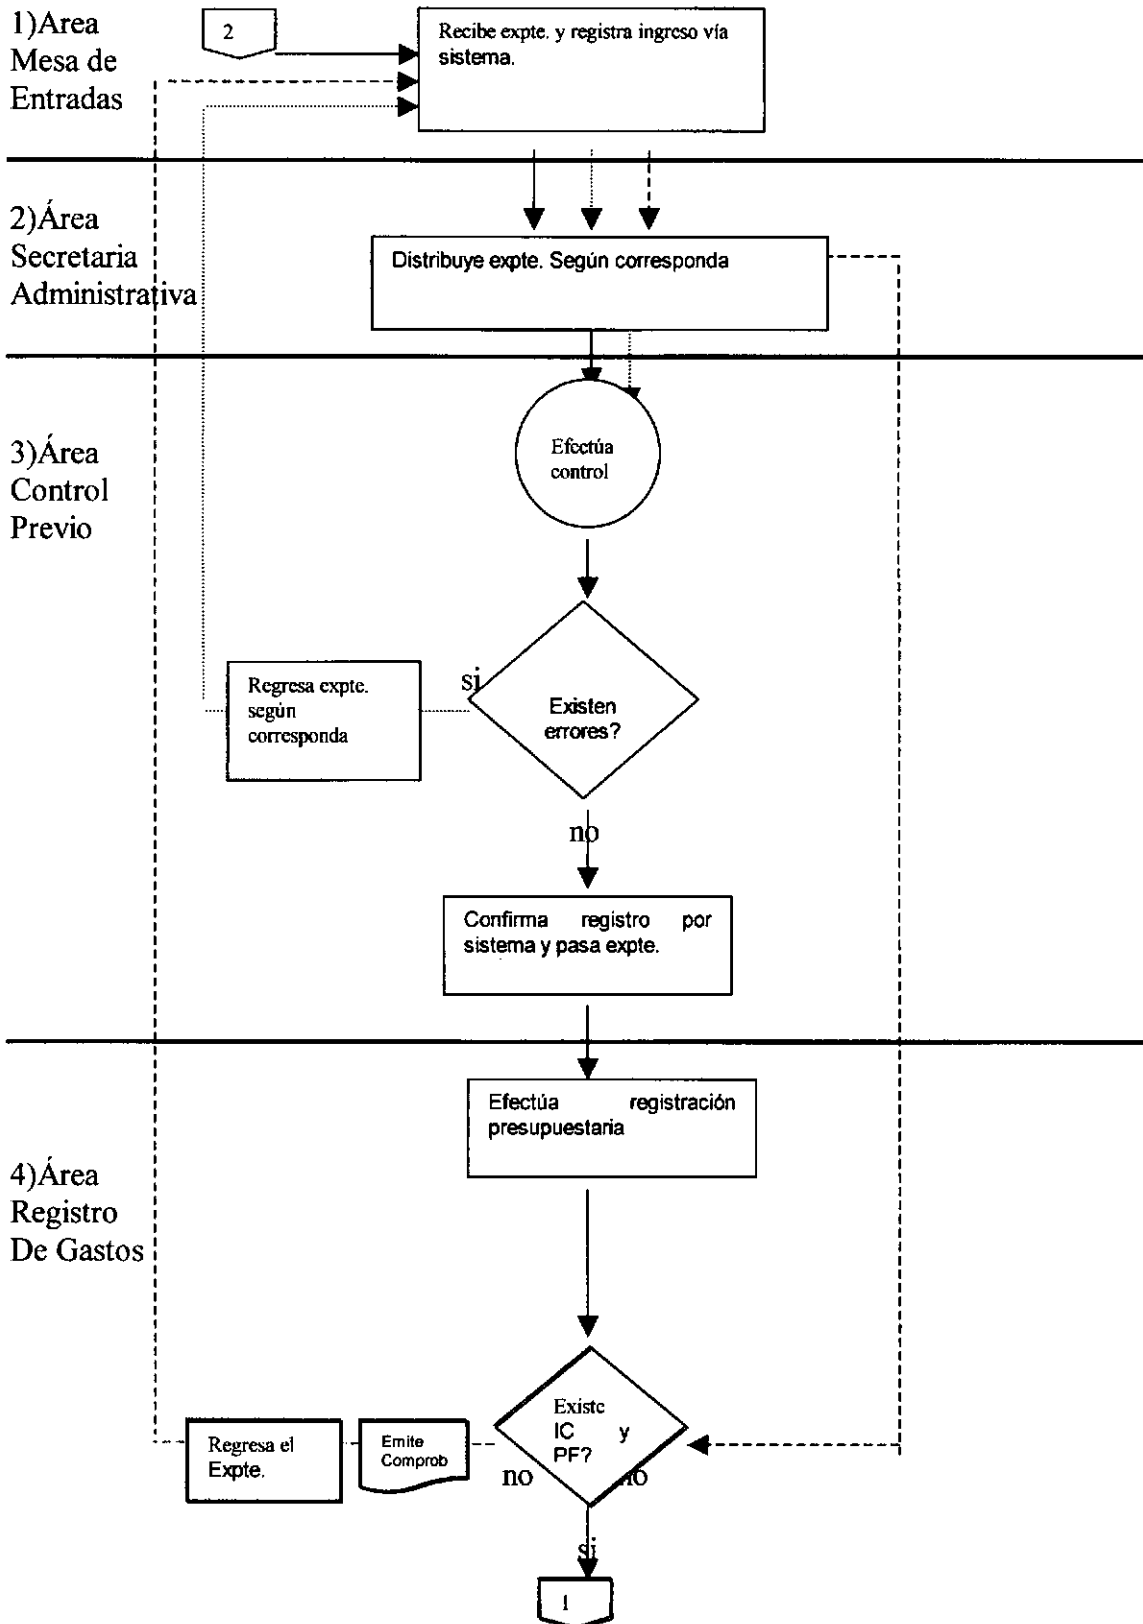 1)Area
Mesa de
Entradas
2
Recibe expte. y registra ingreso vía
sistema.
2)Área
Secretaria
Administrativa
Distribuye expte. Según corresponda
3)Área
Control
Previo
Efectúa
control
Regresa expte.
según
corresponda
si
Existen
errores?
no
Confirma registro por
sistema y pasa expte.
4)Área
Registro
De Gastos
Efectúa registración
presupuestaria
Existe
IC y
PF?
Regresa el
Expte.
Emite
Comprob
no
no
si
1